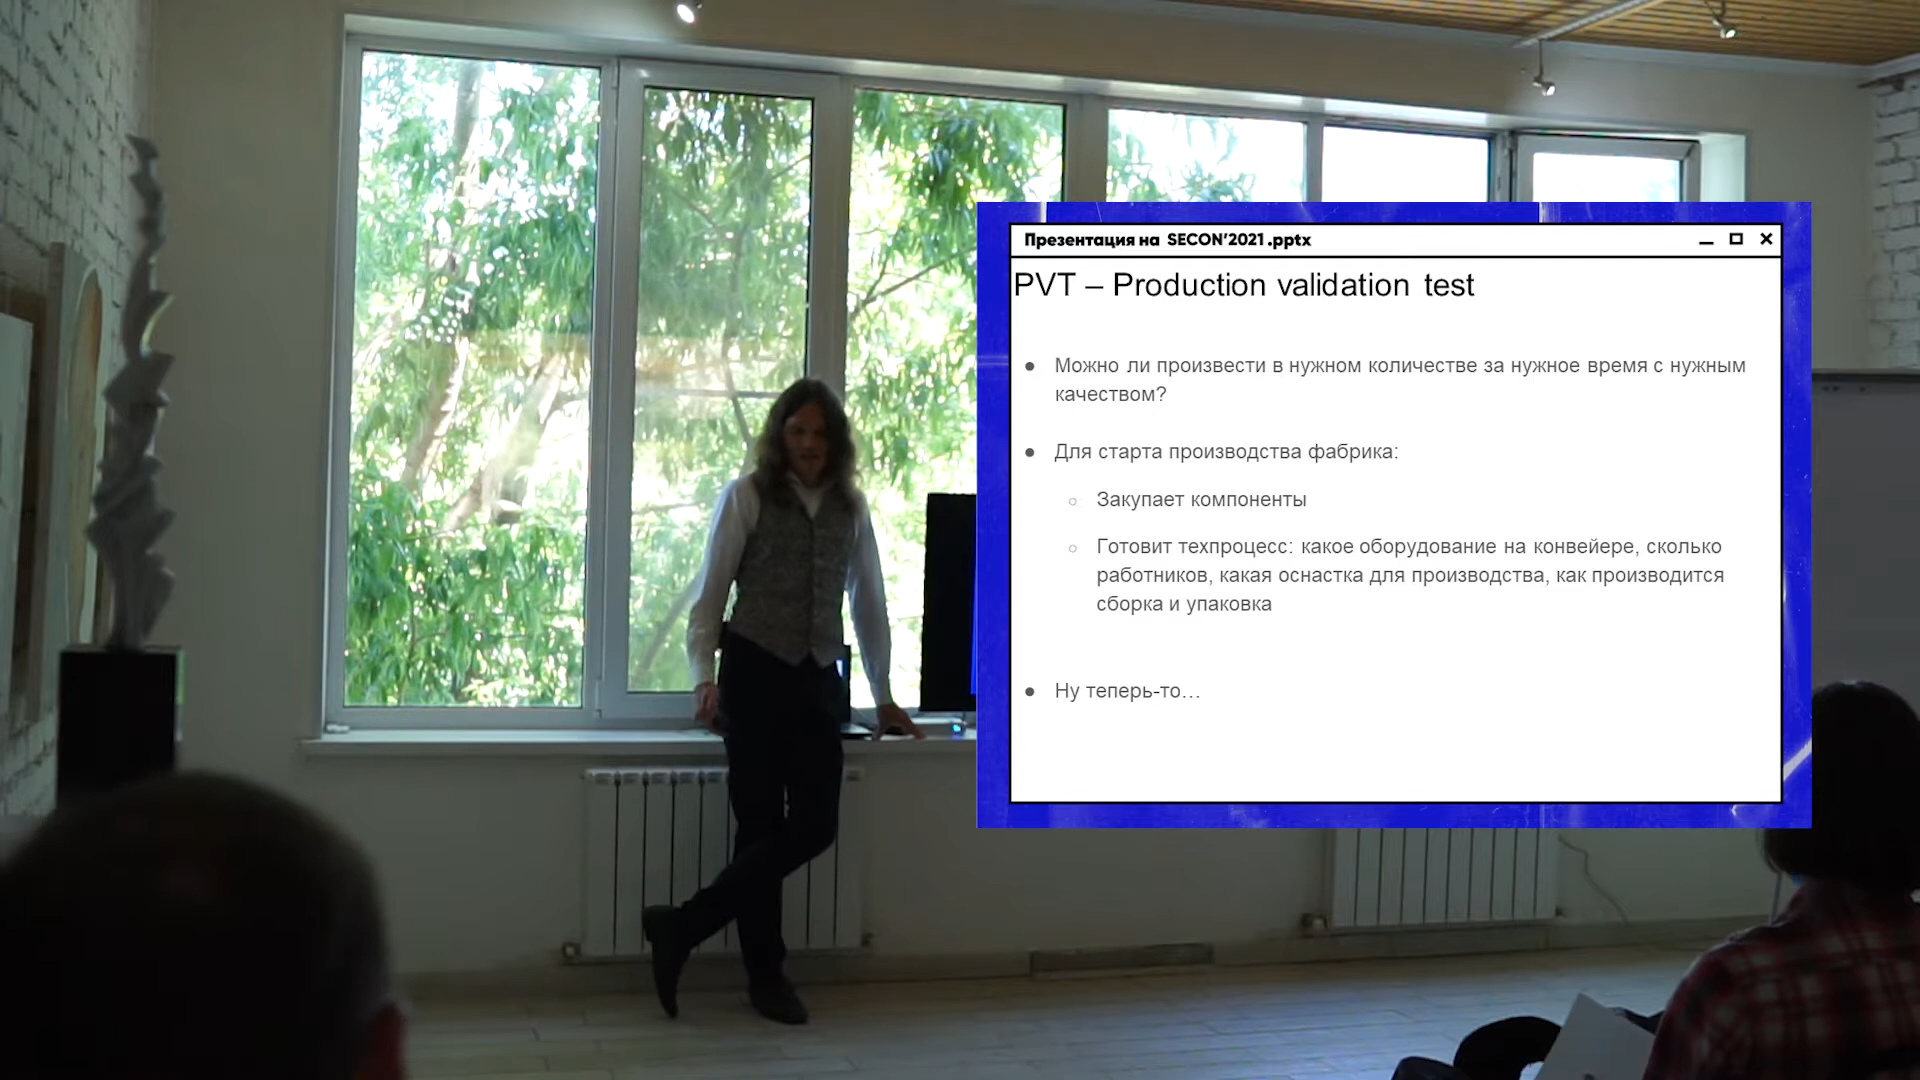 Презентация на SECON'2021 .pptx
PVT – Production validation test
● Можно ли произвести в нужном количестве за нужное время с нужным
качеством?
● Для старта производства фабрика:
○ Закупает компоненты
○ Готовит техпроцесс: какое оборудование на конвейере, сколько
работников, какая оснастка для производства, как производится
сборка и упаковка
● Ну теперь-то…